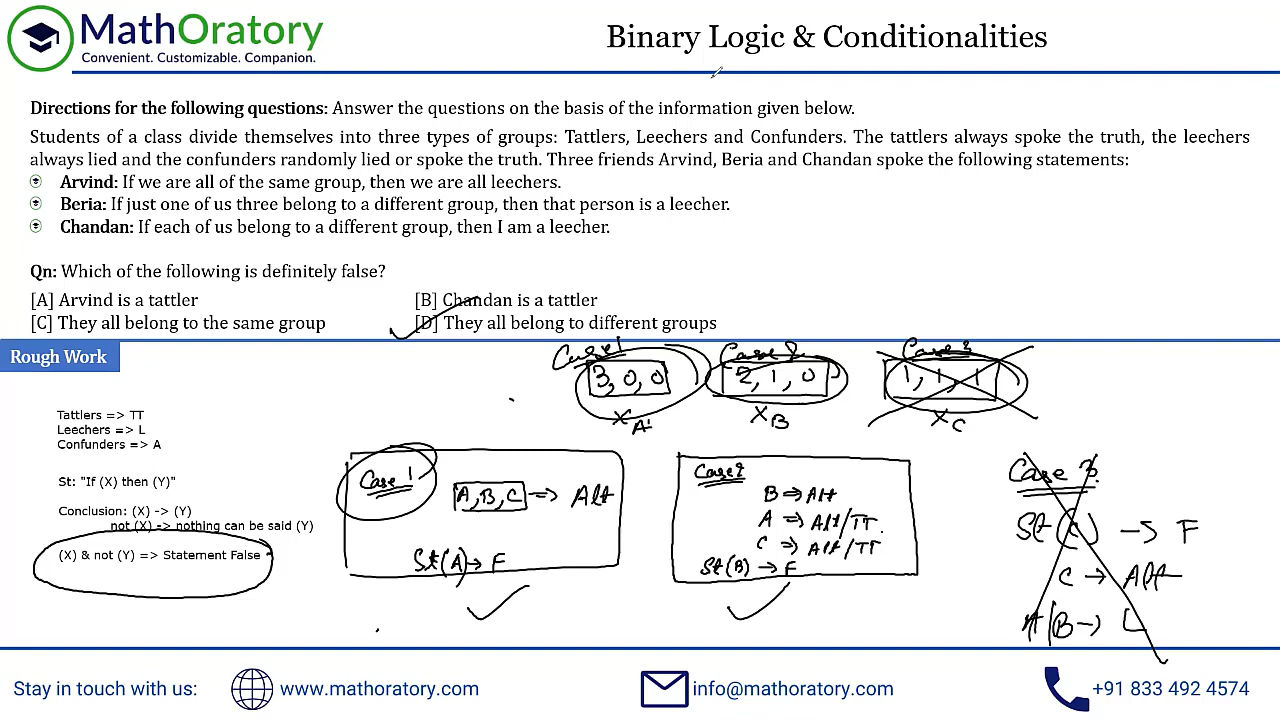 MathOratory
Convenient. Customizable. Companion.
Binary Logic & Conditionalities
Directions for the following questions: Answer the questions on the basis of the information given below.
Students of a class divide themselves into three types of groups: Tattlers, Leechers and Confunders. The tattlers always spoke the truth, the leechers
always lied and the confunders randomly lied or spoke the truth. Three friends Arvind, Beria and Chandan spoke the following statements:
Arvind: If we are all of the same group, then we are all leechers.
Beria: If just one of us three belong to a different group, then that person is a leecher.
Chandan: If each of us belong to a different group, then I am a leecher.
Qn: Which of the following is definitely false?
[A] Arvind is a tattler [B] Chandan is a tattler
[C] They all belong to the same group [D] They all belong to different groups
Rough Work
Case 1 Case 2 Case 3
3, 0, 0 2, 1, 0 1, 1, 1
X A X B X C
Tattlers => TT
Leechers => L
Confunders => A
St: "If (X) then (Y)"
Conclusion: (X) -> (Y)
not (X) -> nothing can be said (Y)
(X) & not (Y) => Statement False
Case 1
A, B, C => Alt
St(A) → F
Case 2
B => Alt
A => Alt/TT
C => Alt/TT
St(B) → F
Case 3
St(C) → F
C → Alt
A/B → L
Stay in touch with us: www.mathoratory.com info@mathoratory.com +91 833 492 4574